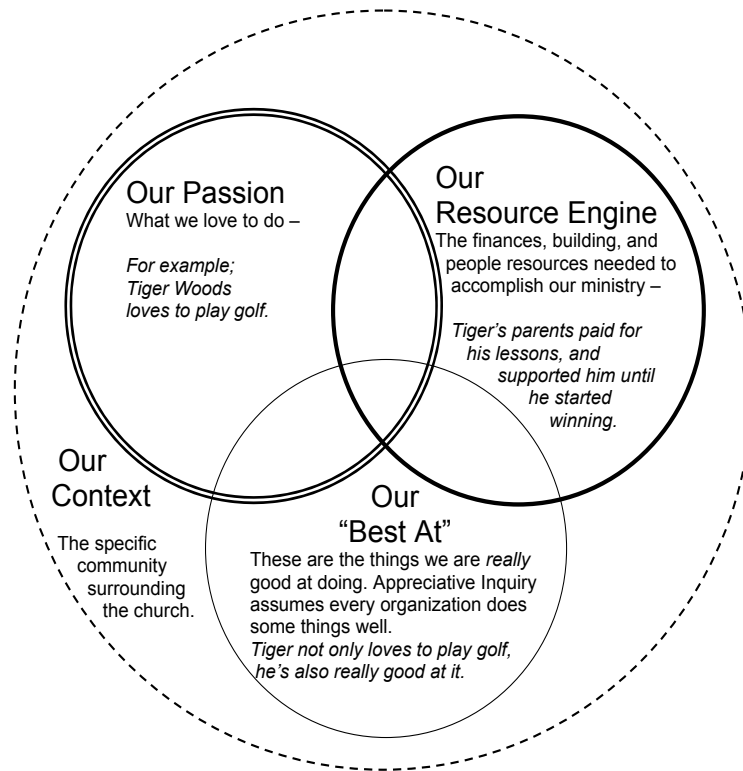 Our Passion
What we love to do –
For example;
Tiger Woods
loves to play golf.
Our
Resource Engine
The finances, building, and
people resources needed to
accomplish our ministry –
Tiger’s parents paid for
his lessons, and
supported him until
he started
winning.
Our
Context
The specific
community
surrounding
the church.
Our
“Best At”
These are the things we are really
good at doing. Appreciative Inquiry
assumes every organization does
some things well.
Tiger not only loves to play golf,
he’s also really good at it.